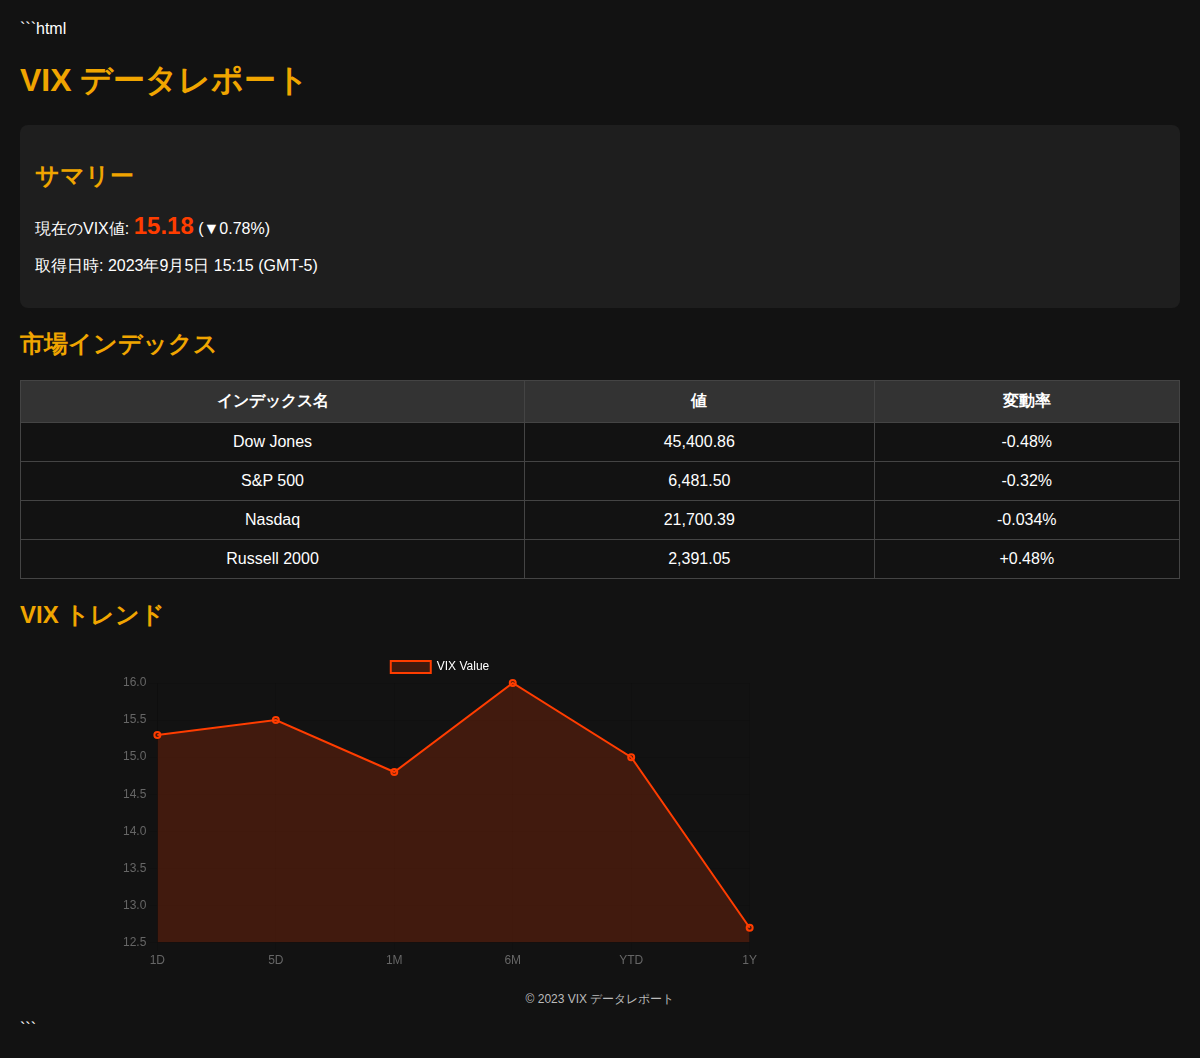 ```html
VIX データレポート
サマリー
現在のVIX値: 15.18 (▼0.78%)
取得日時: 2023年9月5日 15:15 (GMT-5)
市場インデックス
インデックス名 値 変動率
Dow Jones 45,400.86 -0.48%
S&P 500 6,481.50 -0.32%
Nasdaq 21,700.39 -0.034%
Russell 2000 2,391.05 +0.48%
VIX トレンド
VIX Value
16.0
15.5
15.0
14.5
14.0
13.5
13.0
12.5
1D 5D 1M 6M YTD 1Y
© 2023 VIX データレポート
```